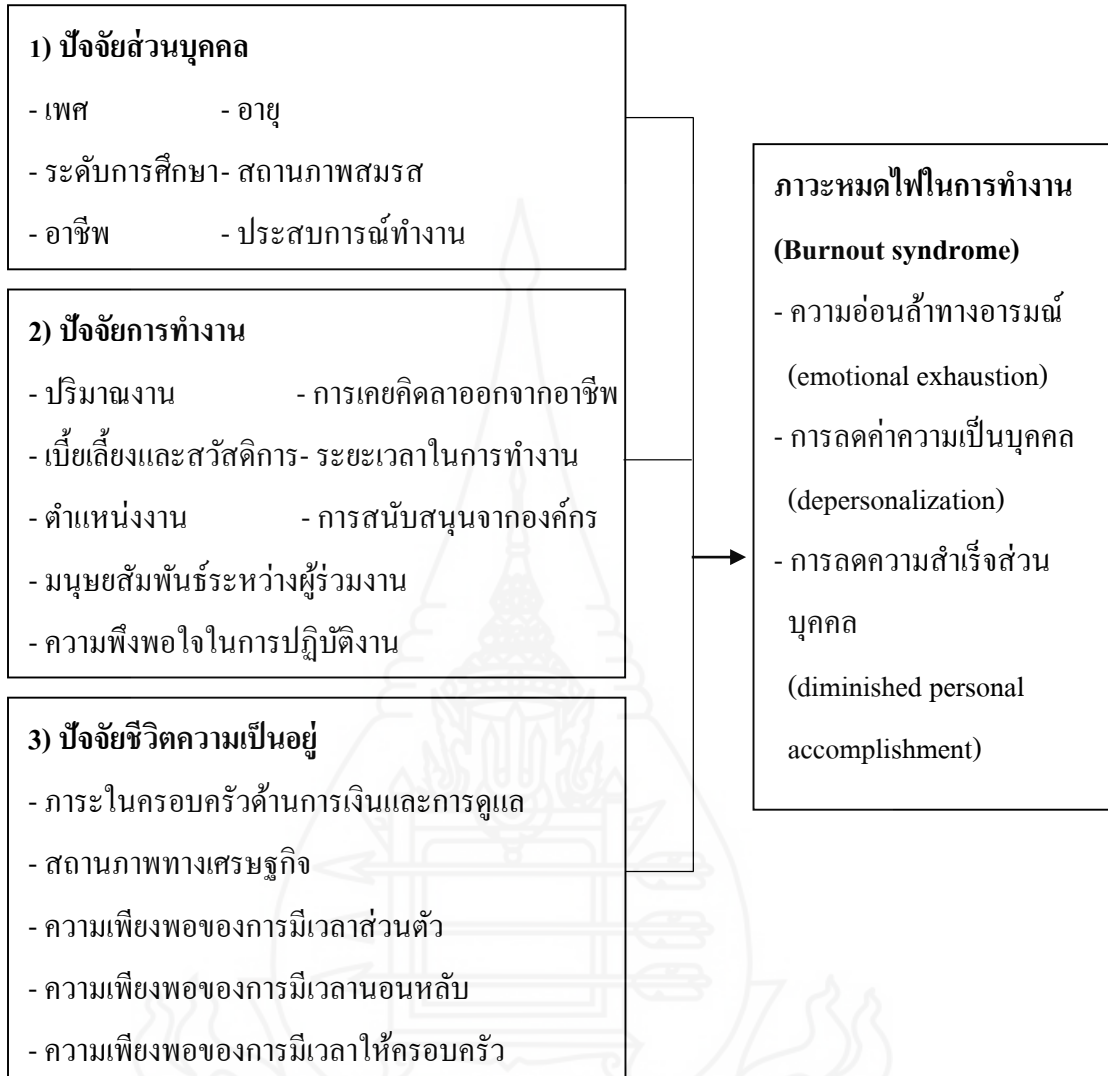 1) ปัจจัยส่วนบุคคล
- เพศ - อายุ
- ระดับการศึกษา- สถานภาพสมรส
- อาชีพ - ประสบการณ์ทำงาน
2) ปัจจัยการทำงาน
- ปริมาณงาน - การเคยคิดลาออกจากอาชีพ
- เบี้ยเลี้ยงและสวัสดิการ- ระยะเวลาในการทำงาน
- ตำแหน่งงาน - การสนับสนุนจากองค์กร
- มนุษยสัมพันธ์ระหว่างผู้ร่วมงาน
- ความพึงพอใจในการปฏิบัติงาน
3) ปัจจัยชีวิตความเป็นอยู่
- ภาระในครอบครัวด้านการเงินและการดูแล
- สถานภาพทางเศรษฐกิจ
- ความเพียงพอของการมีเวลาส่วนตัว
- ความเพียงพอของการมีเวลานอนหลับ
- ความเพียงพอของการมีเวลาให้ครอบครัว
ภาวะหมดไฟในการทำงาน
(Burnout syndrome)
- ความอ่อนล้าทางอารมณ์
(emotional exhaustion)
- การลดค่าความเป็นบุคคล
(depersonalization)
- การลดความสำเร็จส่วน
บุคคล
(diminished personal
accomplishment)